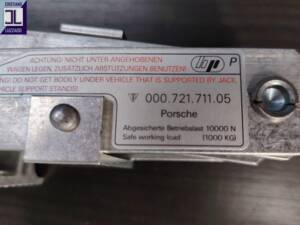 LUZZAGO
ACHTUNG! NICHT UNTER ANGEHOBENEN
WAGEN LEGEN, ZUSÄTZLICH ABSTÜTZUNGEN BENUTZEN!
DO NOT GET BODILY UNDER VEHICLE THAT IS SUPPORTED BY JACK,
SUPPORT STANDS!
P
000.721.711.05
Porsche
Abgesicherte Betriebslast 10000 N
Safe working load (1000 KG)